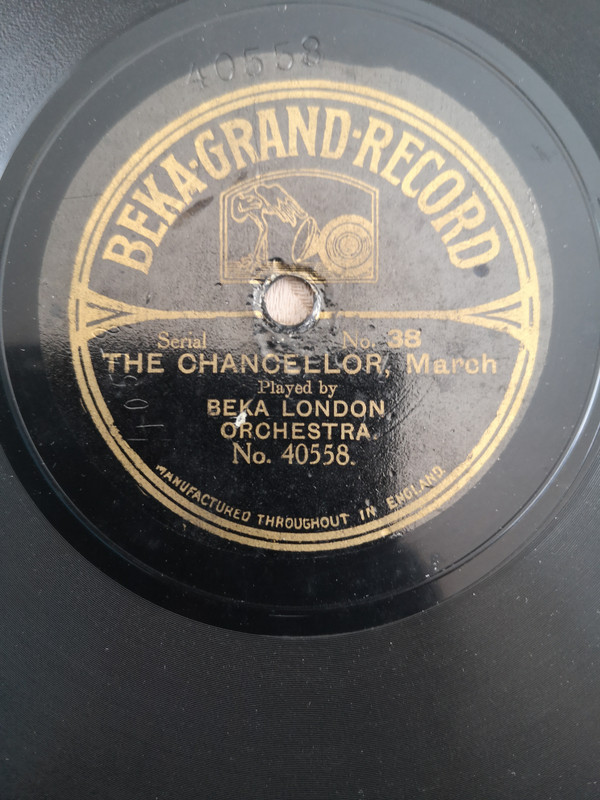 40558
BEKA-GRAND-RECORD
Serial No. 38
THE CHANCELLOR, March
Played by
BEKA LONDON
ORCHESTRA.
No. 40558.
MANUFACTURED THROUGHOUT IN ENGLAND.